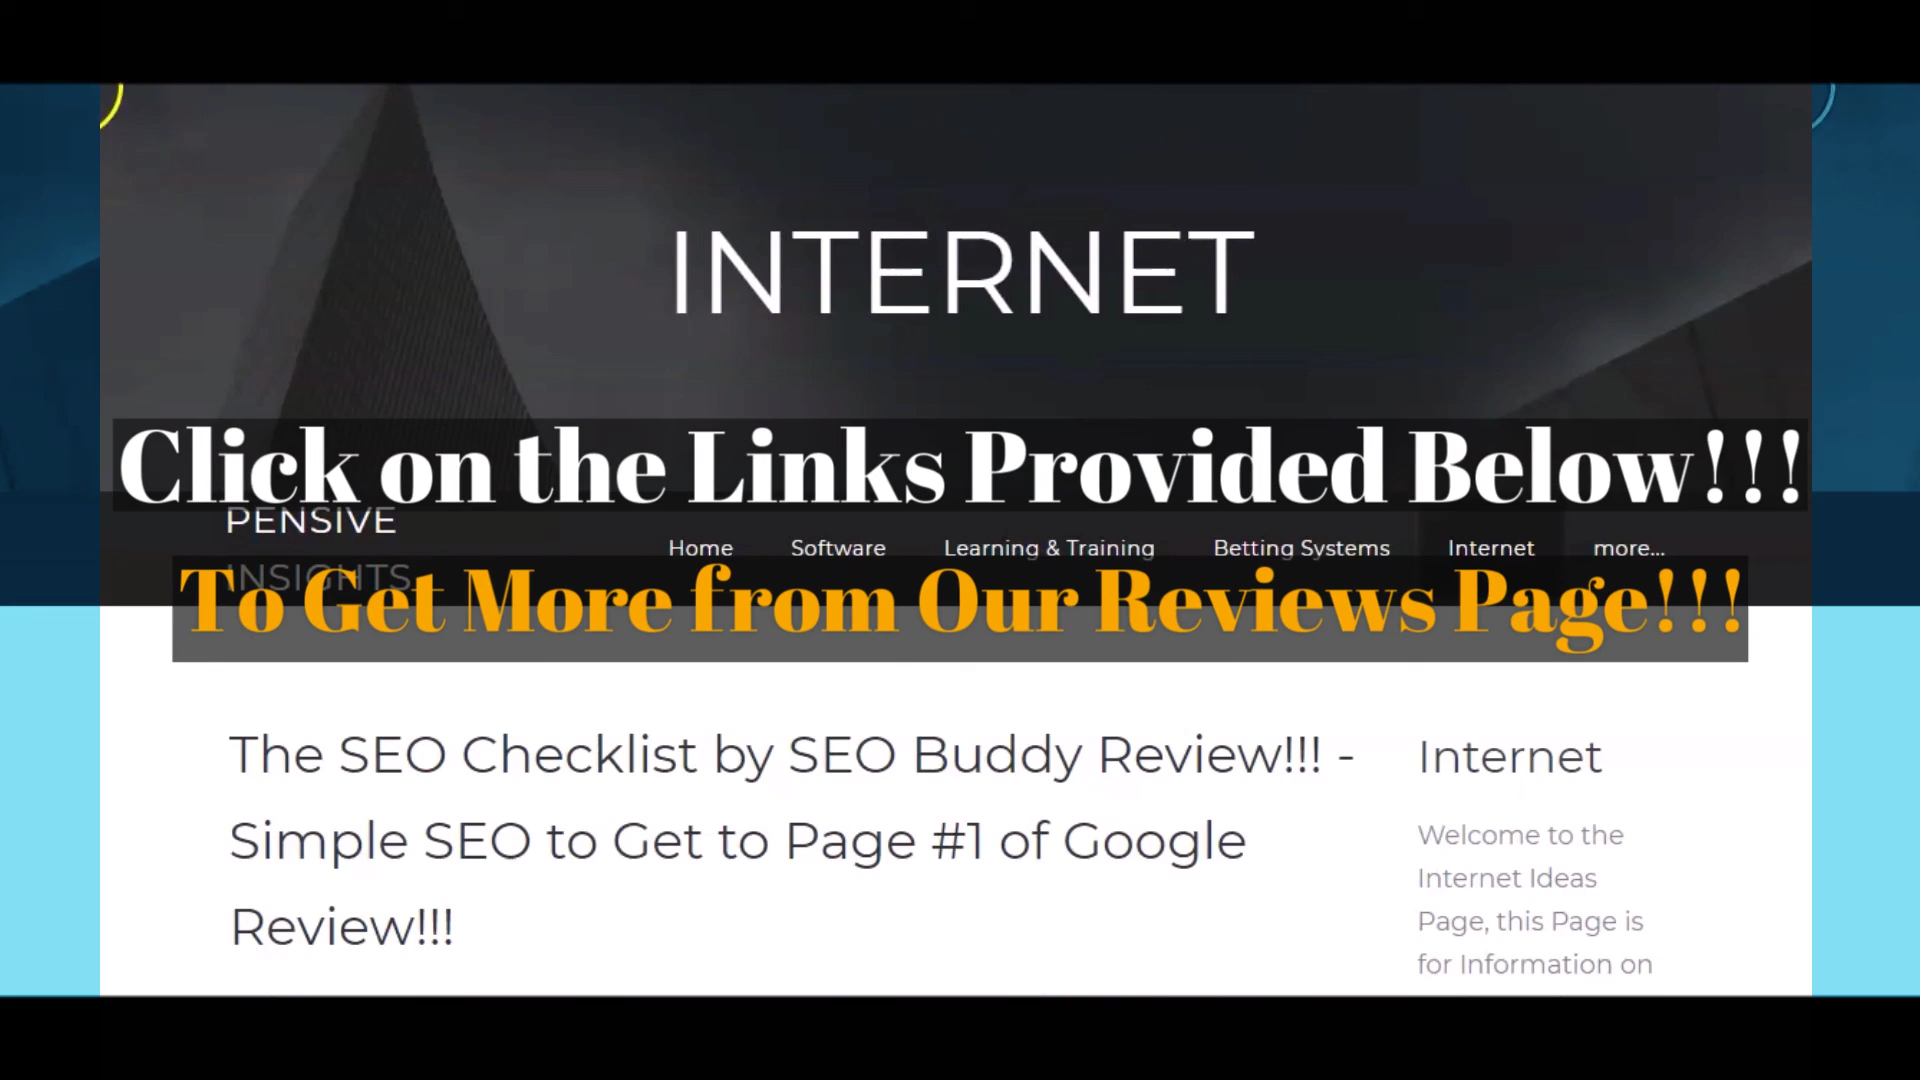 INTERNET
Click on the Links Provided Below!!!
PENSIVE
Home Software Learning & Training Betting Systems Internet more...
INSIGHTS
To Get More from Our Reviews Page!!!
The SEO Checklist by SEO Buddy Review!!! -
Simple SEO to Get to Page #1 of Google
Review!!!
Internet
Welcome to the
Internet Ideas
Page, this Page is
for Information on